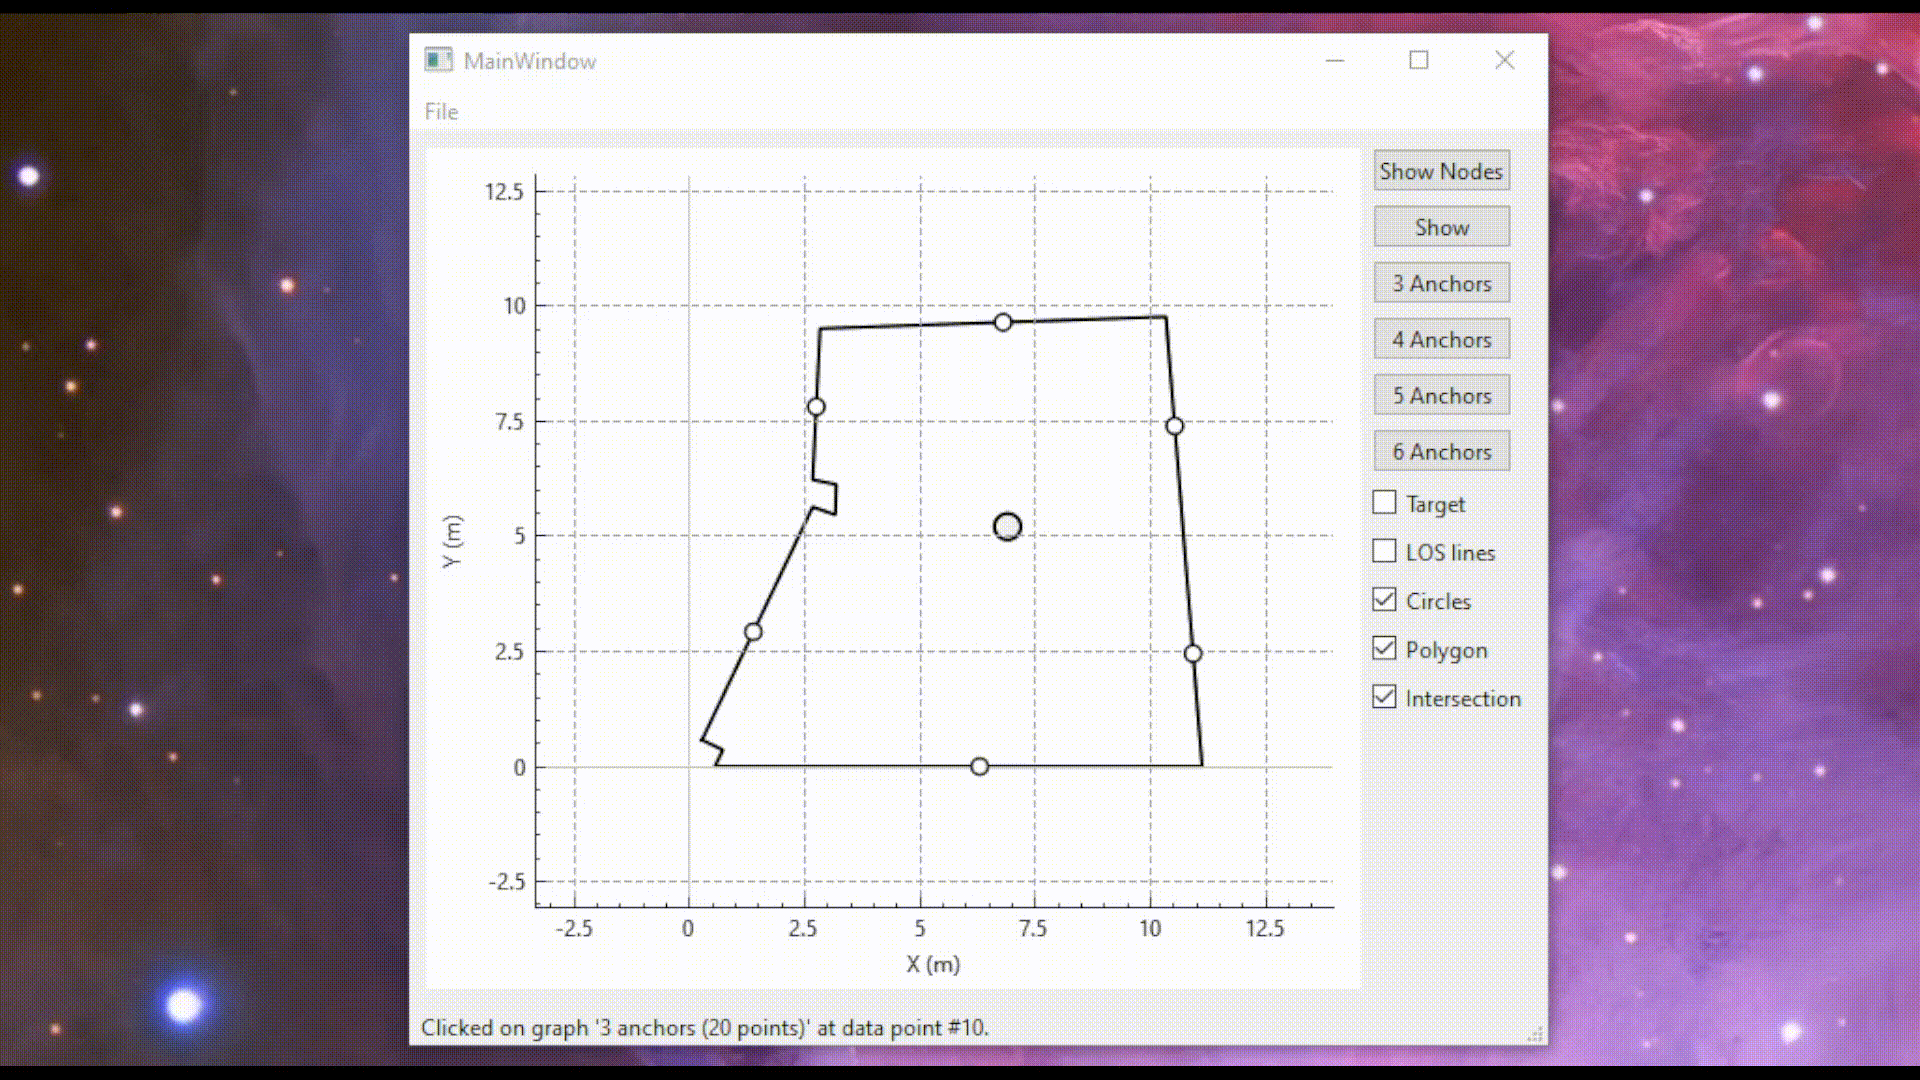 MainWindow
File
12.5
10
7.5
5
2.5
0
-2.5
Y (m)
-2.5 0 2.5 5 7.5 10 12.5
X (m)
Show Nodes
Show
3 Anchors
4 Anchors
5 Anchors
6 Anchors
Target
LOS lines
Circles
Polygon
Intersection
Clicked on graph '3 anchors (20 points)' at data point #10.